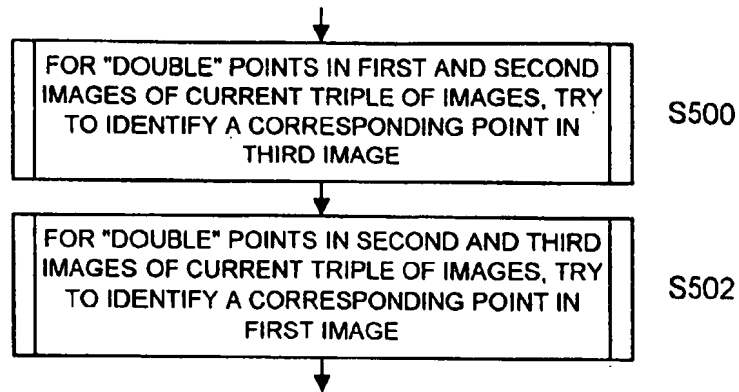 FOR "DOUBLE" POINTS IN FIRST AND SECOND
IMAGES OF CURRENT TRIPLE OF IMAGES, TRY
TO IDENTIFY A CORRESPONDING POINT IN
THIRD IMAGE
S500
FOR "DOUBLE" POINTS IN SECOND AND THIRD
IMAGES OF CURRENT TRIPLE OF IMAGES, TRY
TO IDENTIFY A CORRESPONDING POINT IN
FIRST IMAGE
S502